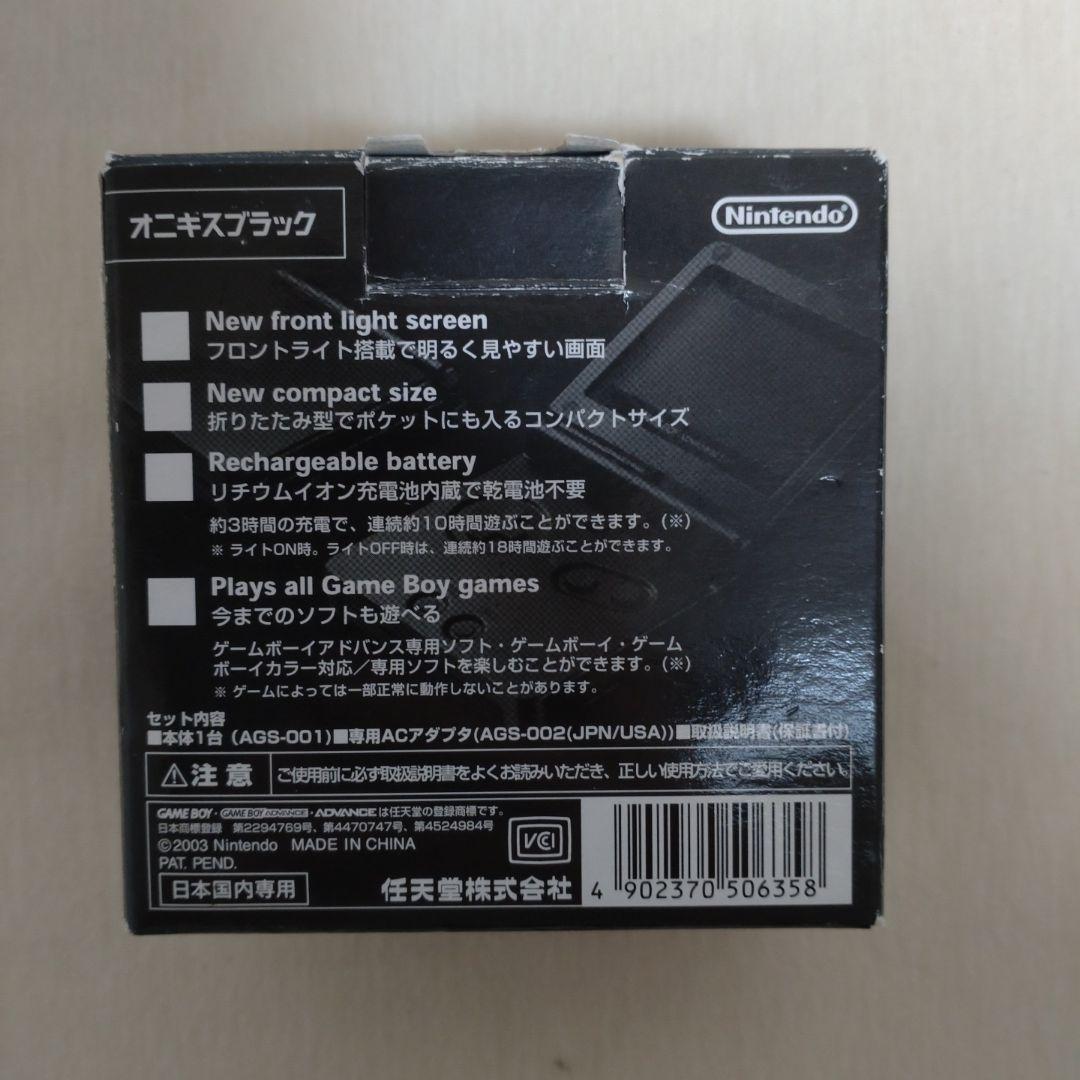 オニキスブラック
Nintendo®
New front light screen
フロントライト搭載で明るく見やすい画面
New compact size
折りたたみ型でポケットにも入るコンパクトサイズ
Rechargeable battery
リチウムイオン充電池内蔵で乾電池不要
約3時間の充電で、連続約10時間遊ぶことができます。(※)
※ ライトON時。ライトOFF時は、連続約18時間遊ぶことができます。
Plays all Game Boy games
今までのソフトも遊べる
ゲームボーイアドバンス専用ソフト・ゲームボーイ・ゲーム
ボーイカラー対応／専用ソフトを楽しむことができます。(※)
※ ゲームによっては一部正常に動作しないことがあります。
セット内容
■本体1台 (AGS-001)■専用ACアダプタ(AGS-002(JPN/USA))■取扱説明書(保証書付)
⚠注意 ご使用前に必ず取扱説明書をよくお読みいただき、正しい使用方法でご愛用ください。
GAME BOY・GAME BOY ADVANCE・ADVANCEは任天堂の登録商標です。
日本商標登録 第2294769号、第4470747号、第4524984号
©2003 Nintendo MADE IN CHINA
PAT. PEND.
VCCI
日本国内専用
任天堂株式会社
4 902370 506358